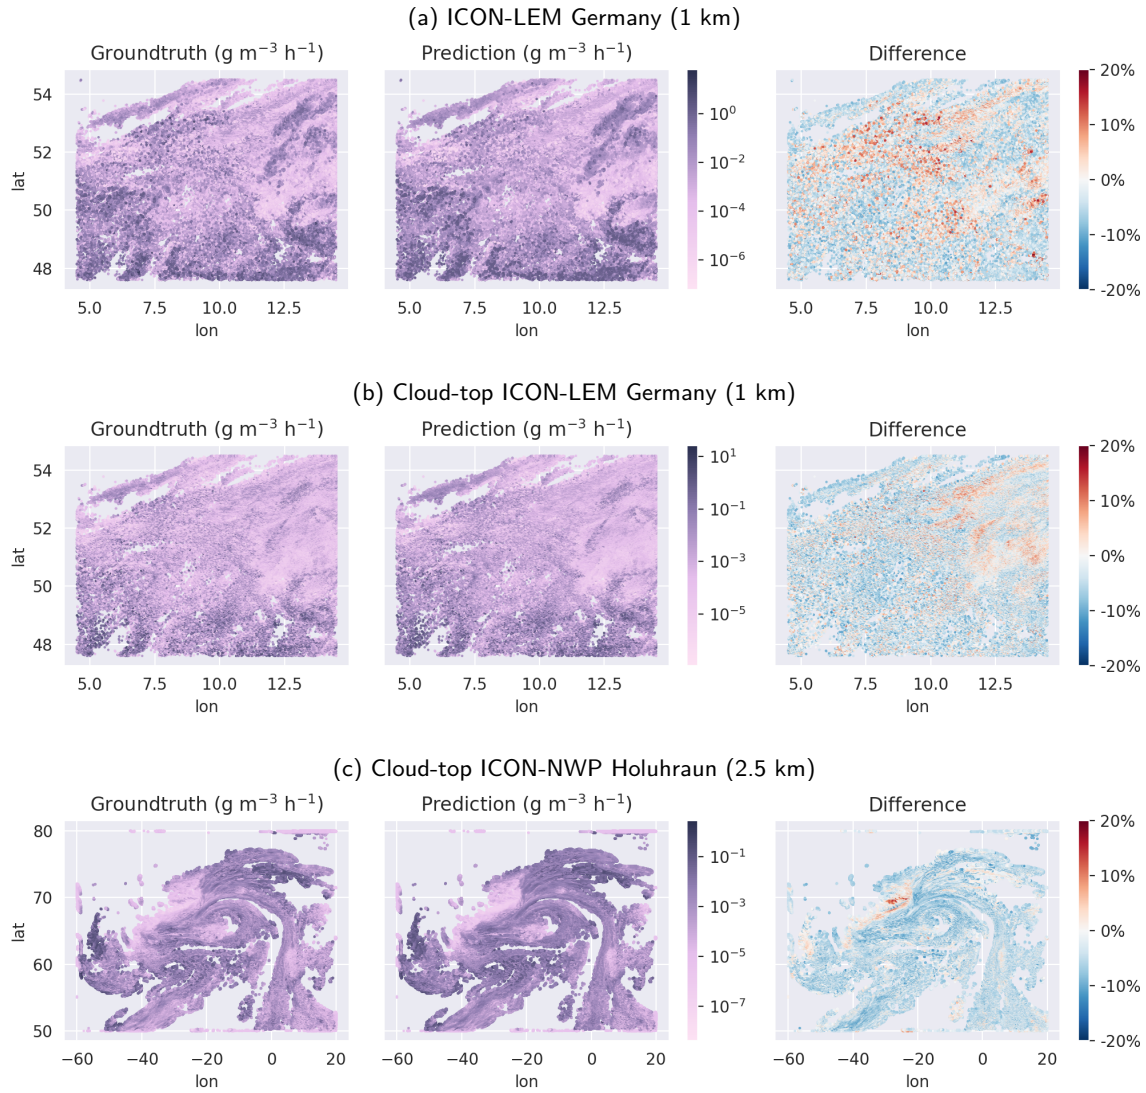 (a) ICON-LEM Germany (1 km)
Groundtruth (g m⁻³ h⁻¹)
Prediction (g m⁻³ h⁻¹)
Difference
54
52
50
48
lat
5.0 7.5 10.0 12.5
lon
5.0 7.5 10.0 12.5
lon
10⁰
10⁻²
10⁻⁴
10⁻⁶
5.0 7.5 10.0 12.5
lon
20%
10%
0%
-10%
-20%
(b) Cloud-top ICON-LEM Germany (1 km)
Groundtruth (g m⁻³ h⁻¹)
Prediction (g m⁻³ h⁻¹)
Difference
54
52
50
48
lat
5.0 7.5 10.0 12.5
lon
5.0 7.5 10.0 12.5
lon
10¹
10⁻¹
10⁻³
10⁻⁵
5.0 7.5 10.0 12.5
lon
20%
10%
0%
-10%
-20%
(c) Cloud-top ICON-NWP Holuhraun (2.5 km)
Groundtruth (g m⁻³ h⁻¹)
Prediction (g m⁻³ h⁻¹)
Difference
80
70
60
50
lat
−60 −40 −20 0 20
lon
−60 −40 −20 0 20
lon
10⁻¹
10⁻³
10⁻⁵
10⁻⁷
−60 −40 −20 0 20
lon
20%
10%
0%
-10%
-20%